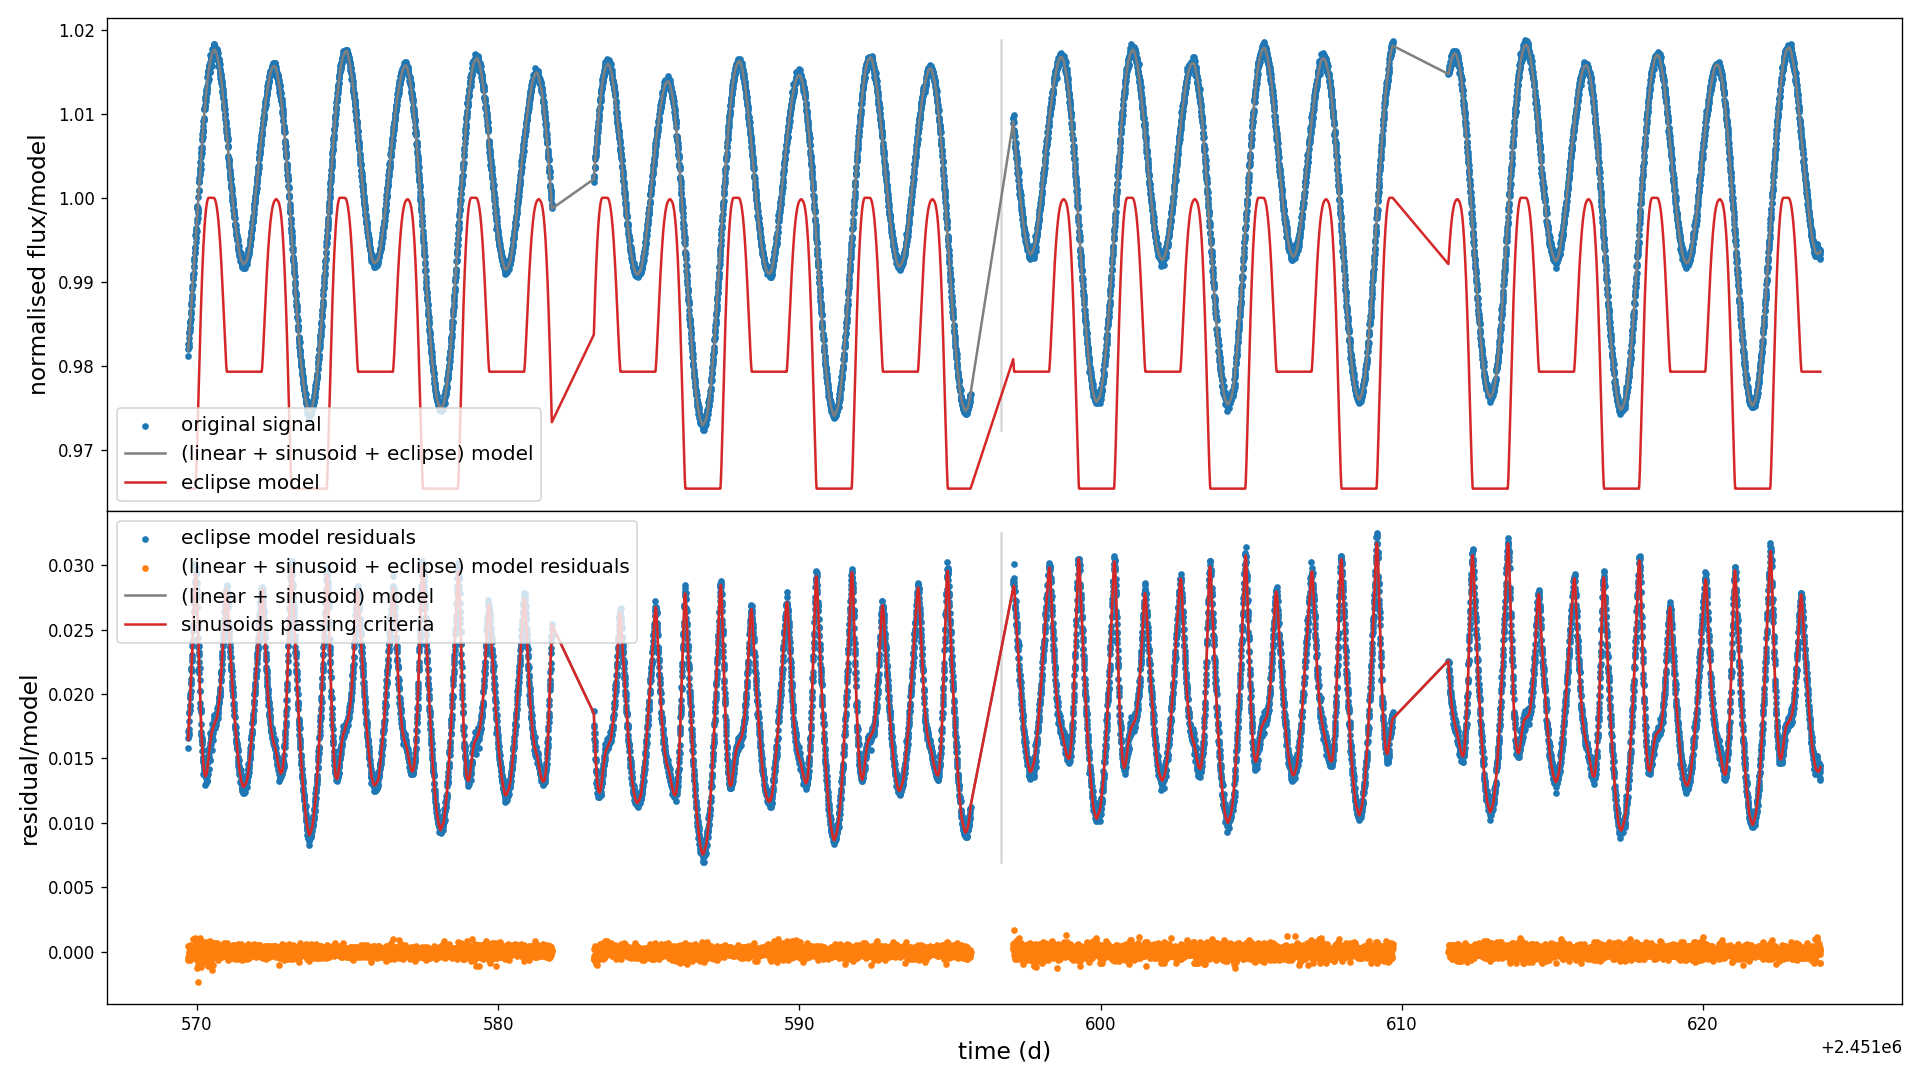 normalised flux/model
1.02
1.01
1.00
0.99
0.98
0.97
original signal
(linear + sinusoid + eclipse) model
eclipse model
residual/model
0.030
0.025
0.020
0.015
0.010
0.005
0.000
eclipse model residuals
(linear + sinusoid + eclipse) model residuals
(linear + sinusoid) model
sinusoids passing criteria
570 580 590 600 610 620
time (d)
+2.451e6